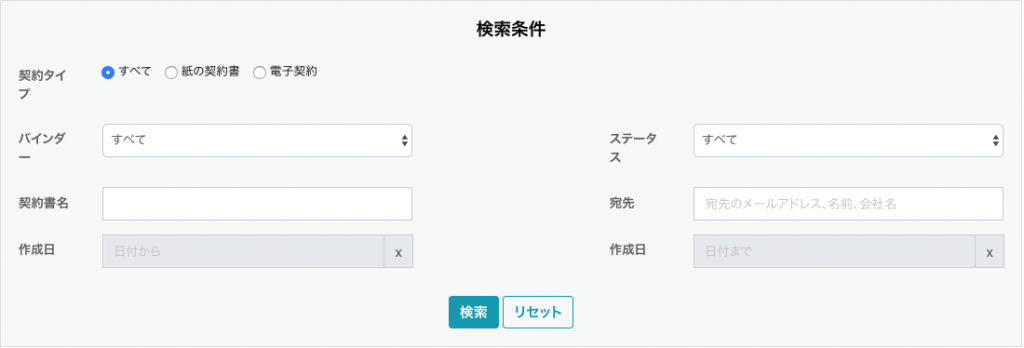 検索条件
契約タイ
プ
すべて 紙の契約書 電子契約
バインダ
ー
すべて
ステータ
ス
すべて
契約書名
宛先
宛先のメールアドレス、名前、会社名
作成日
日付から x
作成日
日付まで x
検索 リセット